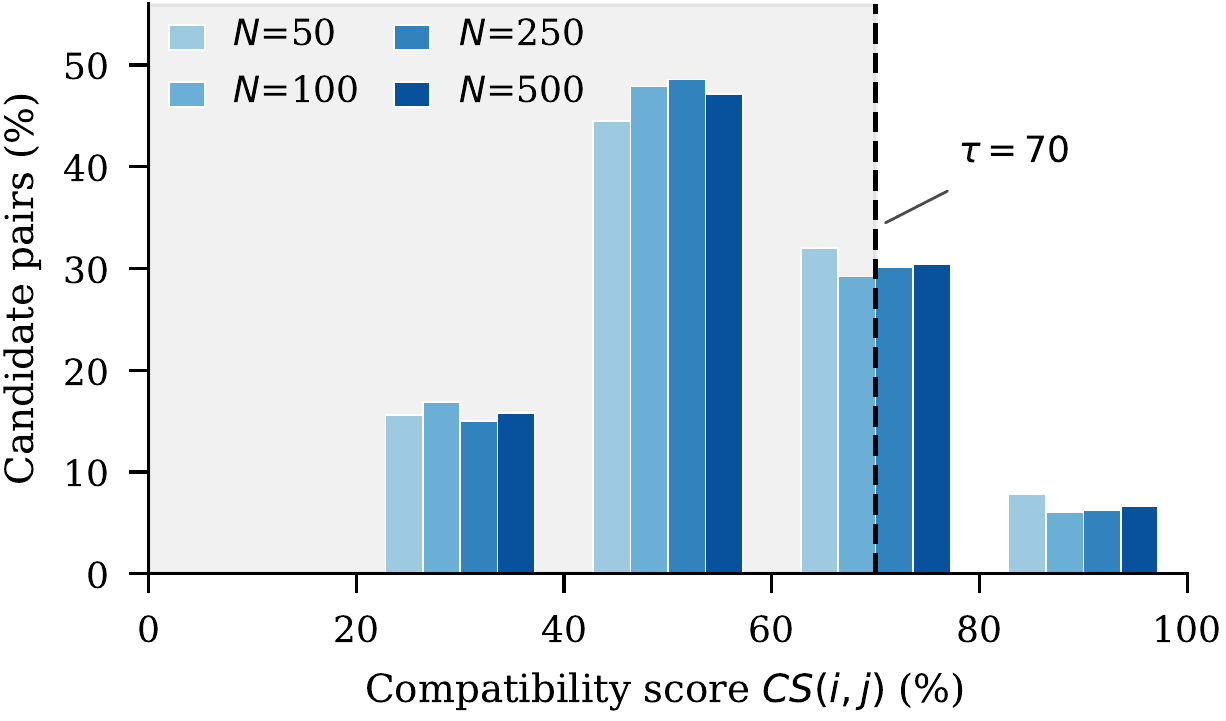 N=50
N=250
N=100
N=500
τ = 70
Candidate pairs (%)
50
40
30
20
10
0
0 20 40 60 80 100
Compatibility score CS(i, j) (%)